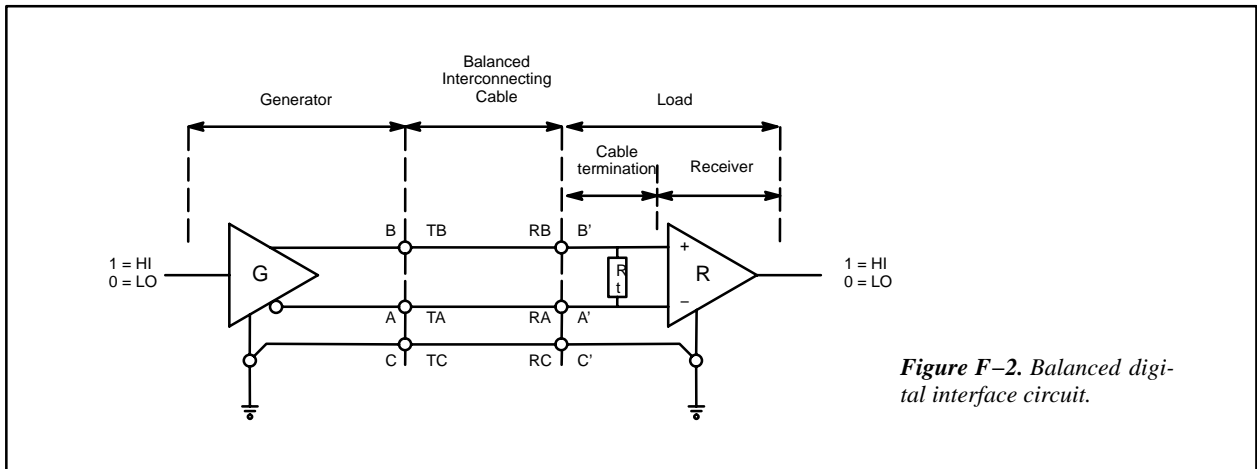 Balanced
Interconnecting
Cable
Generator
Load
Cable
termination
Receiver
B TB RB B'
+
1 = HI
0 = LO
G
R
t
R
1 = HI
0 = LO
−
A TA RA A'
C TC RC C'
Figure F−2. Balanced digi-
tal interface circuit.